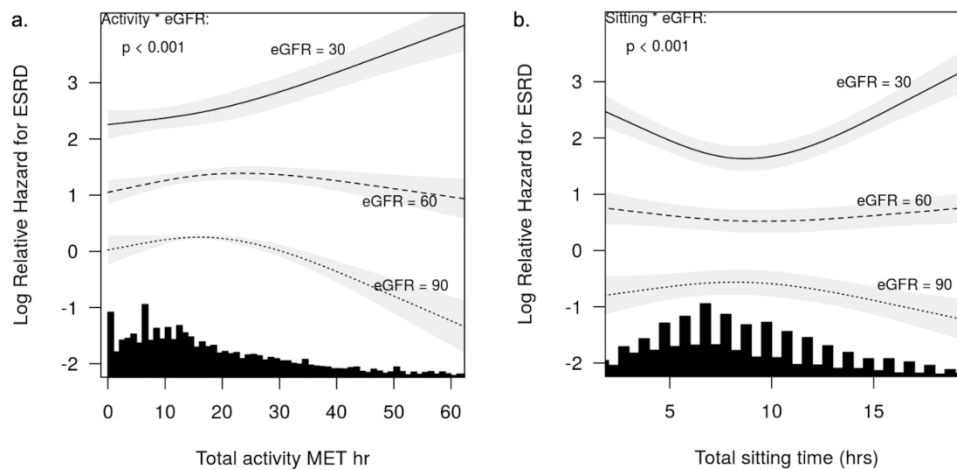 a.
Activity * eGFR:
p < 0.001
eGFR = 30
eGFR = 60
eGFR = 90
Log Relative Hazard for ESRD
3
2
1
0
-1
-2
0 10 20 30 40 50 60
Total activity MET hr
b.
Sitting * eGFR:
p < 0.001
eGFR = 30
eGFR = 60
eGFR = 90
Log Relative Hazard for ESRD
3
2
1
0
-1
-2
5 10 15
Total sitting time (hrs)